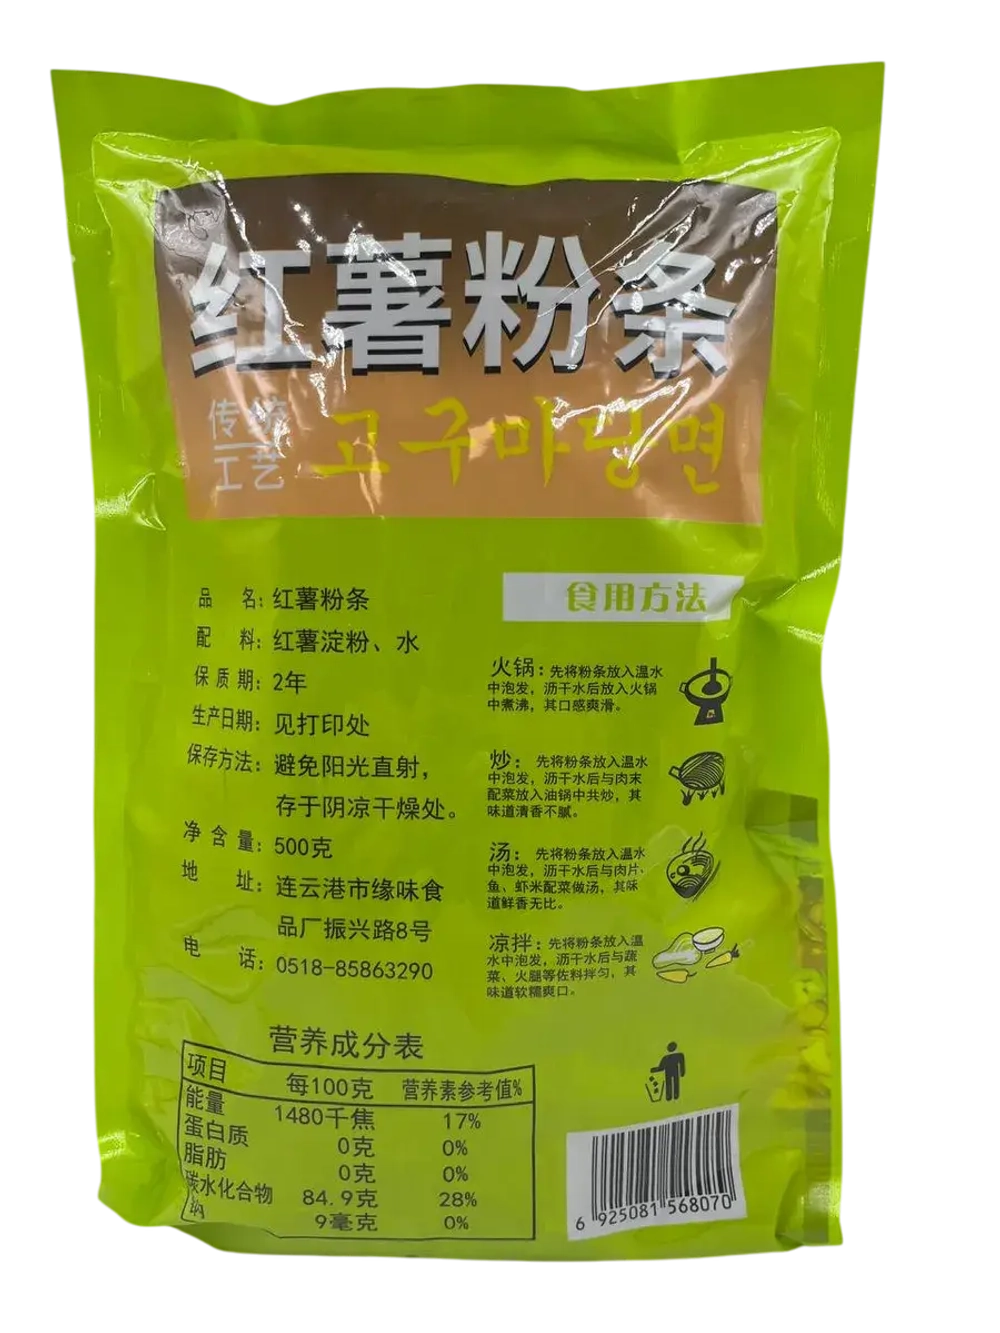 红薯粉条
传统
工艺
고구마당면
品名：红薯粉条
配料：红薯淀粉、水
保质期：2年
生产日期：见打印处
保存方法：避免阳光直射，
存于阴凉干燥处。
净含量：500克
地址：连云港市缘味食
品厂振兴路8号
电话：0518-85863290
食用方法
火锅：先将粉条放入温水
中泡发，沥干水后放入火锅
中煮沸，其口感爽滑。
炒：先将粉条放入温水
中泡发，沥干水后与肉末
配菜放入油锅中共炒，其
味道清香不腻。
汤：先将粉条放入温水
中泡发，沥干水后与肉片、
鱼、虾米配菜做汤，其味
道鲜香无比。
凉拌：先将粉条放入温
水中泡发，沥干水后与蔬
菜、火腿等佐料拌匀，其
味道软糯爽口。
营养成分表
项目 每100克 营养素参考值%
能量 1480千焦 17%
蛋白质 0克 0%
脂肪 0克 0%
碳水化合物 84.9克 28%
钠 9毫克 0%
6 925081 568070